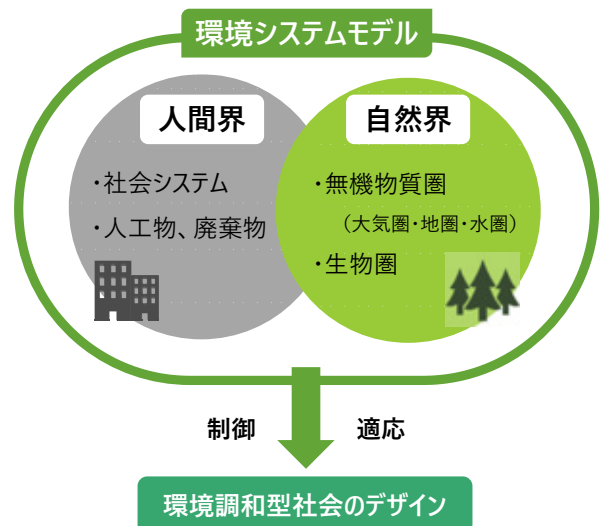 環境システムモデル
人間界
・社会システム
・人工物、廃棄物
自然界
・無機物質圏
(大気圏・地圏・水圏)
・生物圏
制御
適応
環境調和型社会のデザイン